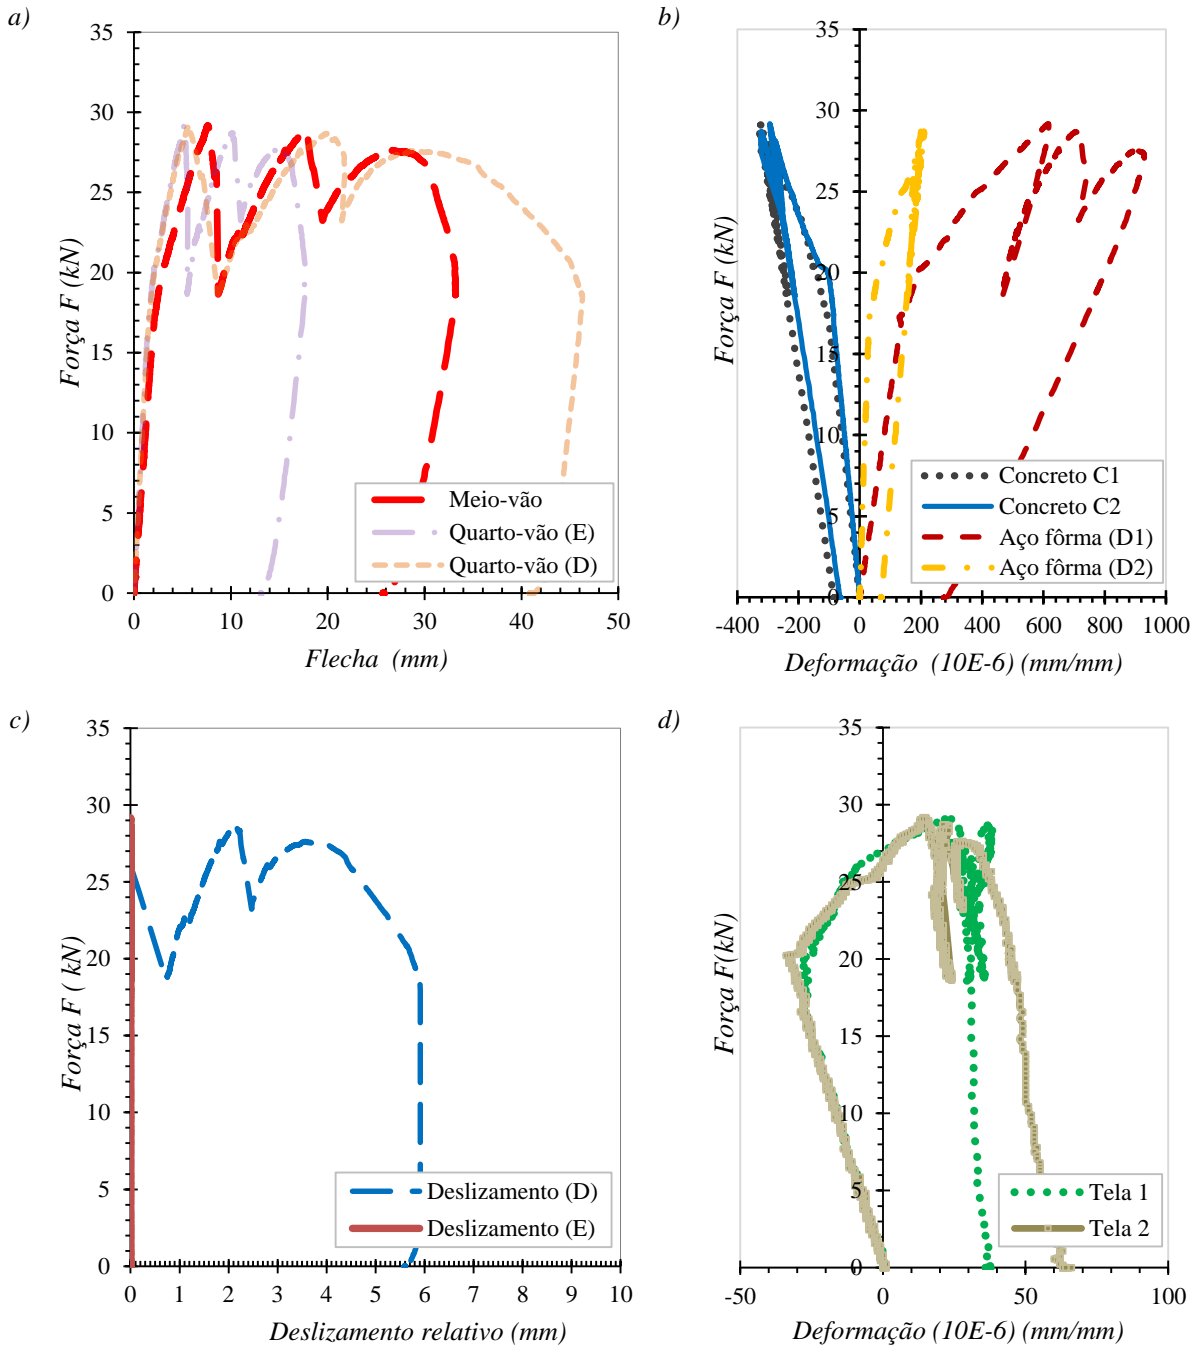 a)
Força F (kN)
35
30
25
20
15
10
5
0
0 10 20 30 40 50
Flecha (mm)
Meio-vão
Quarto-vão (E)
Quarto-vão (D)
b)
Força F (kN)
35
30
25
20
15
10
5
0
-400 -200 0 200 400 600 800 1000
Deformação (10E-6) (mm/mm)
Concreto C1
Concreto C2
Aço fôrma (D1)
Aço fôrma (D2)
c)
Força F ( kN)
35
30
25
20
15
10
5
0
0 1 2 3 4 5 6 7 8 9 10
Deslizamento relativo (mm)
Deslizamento (D)
Deslizamento (E)
d)
Força F(kN)
35
30
25
20
15
10
5
0
-50 0 50 100
Deformação (10E-6) (mm/mm)
Tela 1
Tela 2